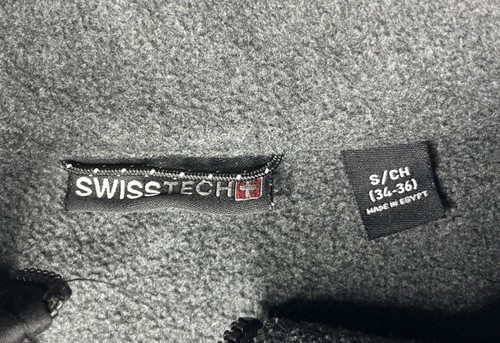 SWISSTECH
S/CH
(34-36)
MADE IN EGYPT